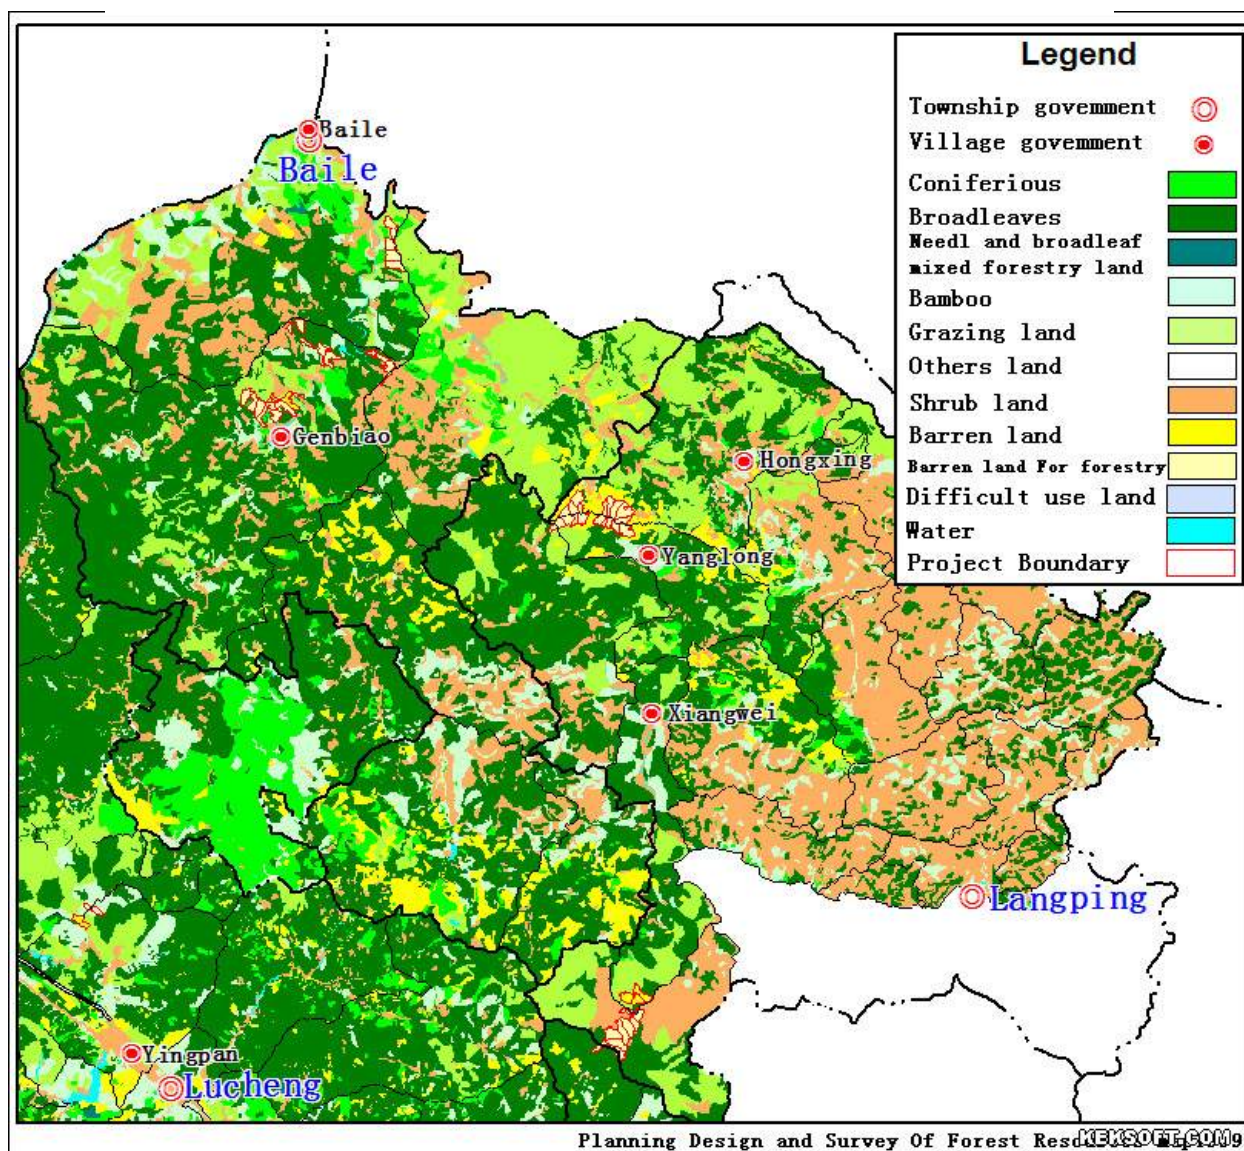 Legend
Township govemment
Village govemment
Coniferious
Broadleaves
Needl and broadleaf
mixed forestry land
Bamboo
Grazing land
Others land
Shrub land
Barren land
Barren land For forestry
Difficult use land
Water
Project Boundary
Baile
Baile
Genbiao
Hongxing
Yanglong
Xiangwei
Langping
Yingpan
Lucheng
Planning Design and Survey Of Forest
KEKSOFT.COM